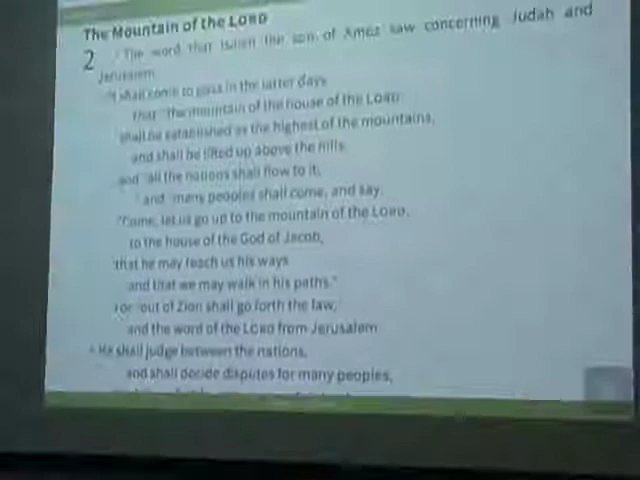 The Mountain of the LORD
2 The word that Isaiah the son of Amoz saw concerning Judah and
Jerusalem.
It shall come to pass in the latter days
that the mountain of the house of the LORD
shall be established as the highest of the mountains,
and shall be lifted up above the hills;
and all the nations shall flow to it,
and many peoples shall come, and say:
"Come, let us go up to the mountain of the LORD,
to the house of the God of Jacob,
that he may teach us his ways
and that we may walk in his paths."
For out of Zion shall go forth the law,
and the word of the LORD from Jerusalem.
He shall judge between the nations,
and shall decide disputes for many peoples,